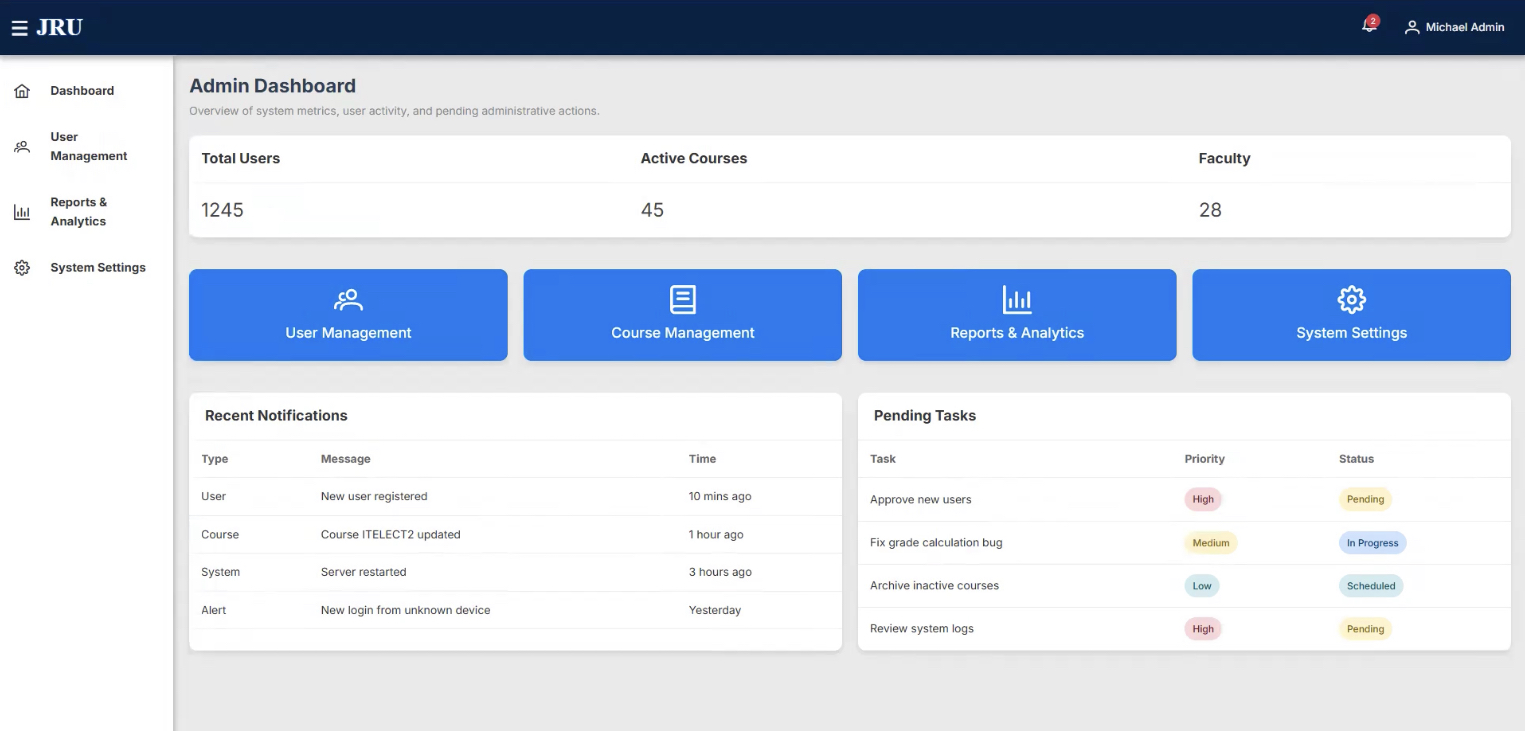 JRU
2
Michael Admin
Dashboard
User
Management
Reports &
Analytics
System Settings
Admin Dashboard
Overview of system metrics, user activity, and pending administrative actions.
Total Users Active Courses Faculty
1245 45 28
User Management
Course Management
Reports & Analytics
System Settings
Recent Notifications
Type Message Time
User New user registered 10 mins ago
Course Course ITELECT2 updated 1 hour ago
System Server restarted 3 hours ago
Alert New login from unknown device Yesterday
Pending Tasks
Task Priority Status
Approve new users High Pending
Fix grade calculation bug Medium In Progress
Archive inactive courses Low Scheduled
Review system logs High Pending